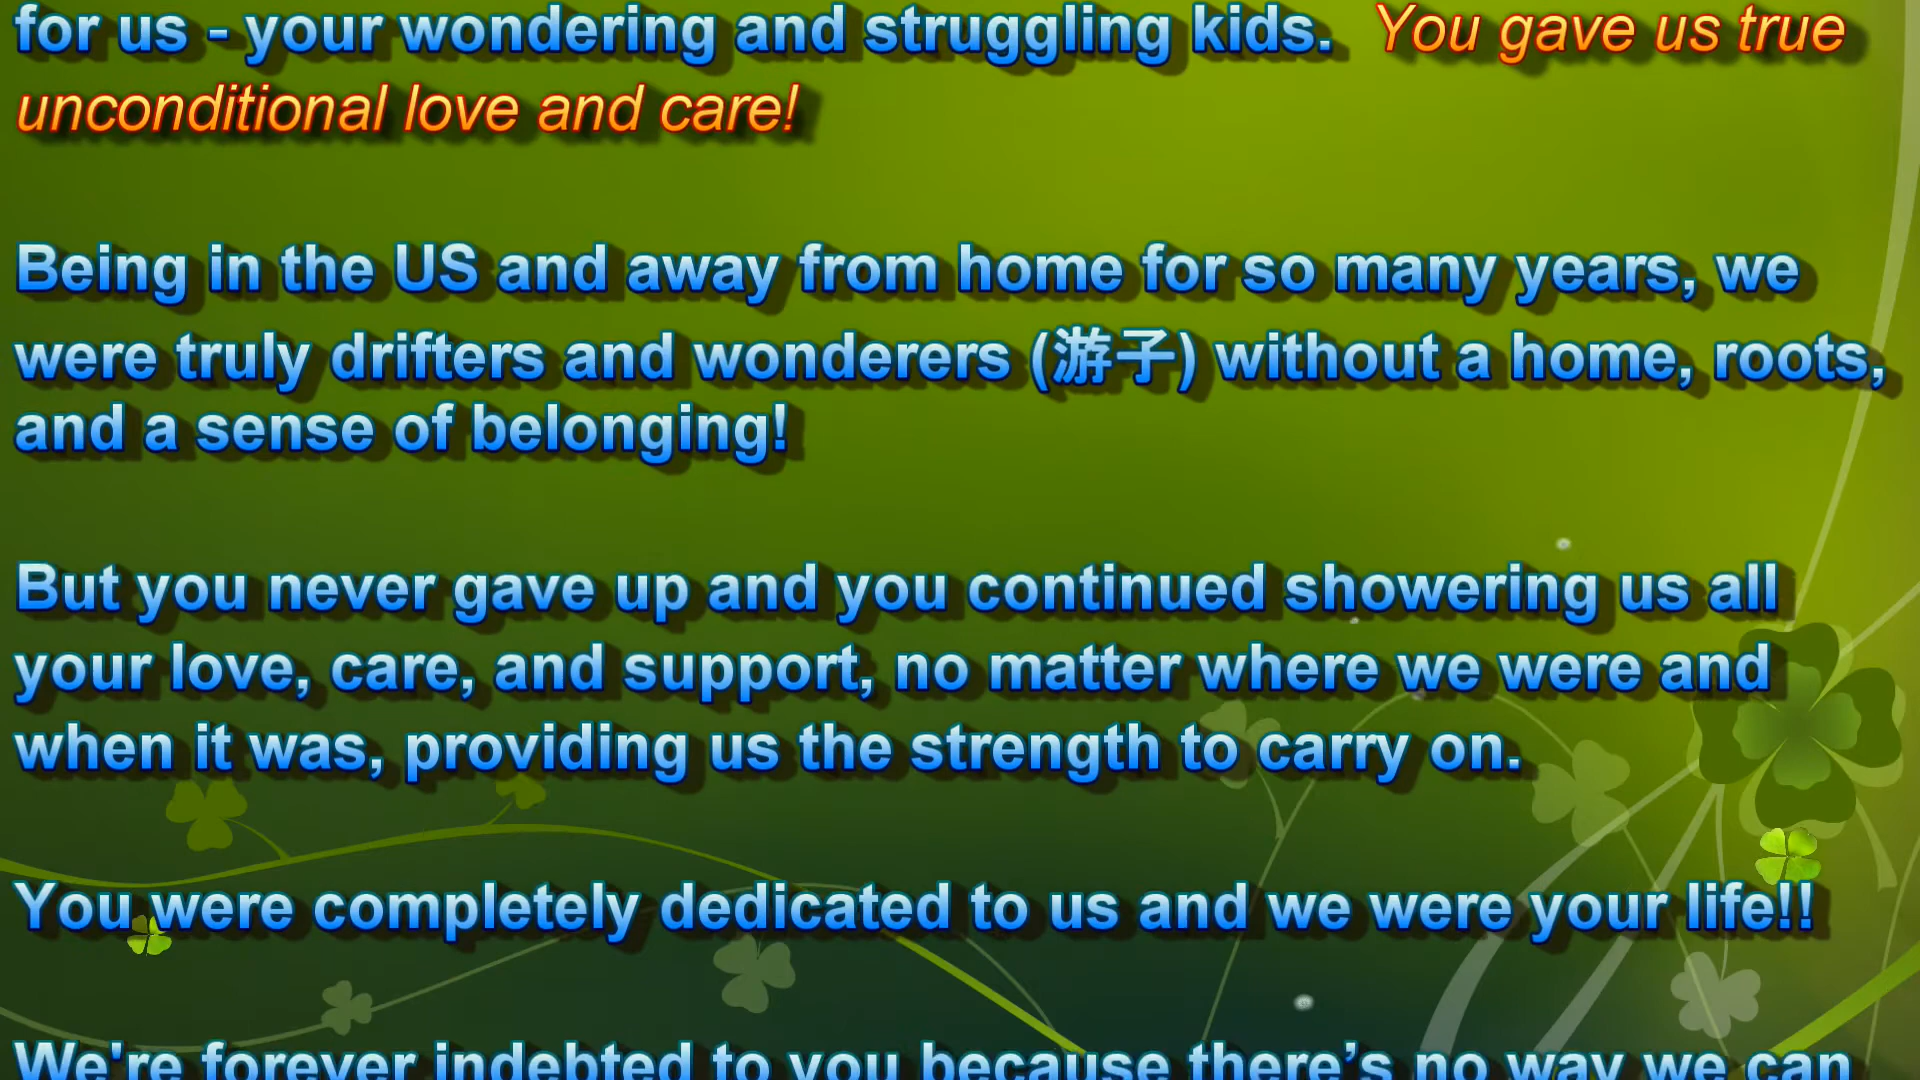 for us - your wondering and struggling kids. You gave us true
unconditional love and care!
Being in the US and away from home for so many years, we
were truly drifters and wonderers (游子) without a home, roots,
and a sense of belonging!
But you never gave up and you continued showering us all
your love, care, and support, no matter where we were and
when it was, providing us the strength to carry on.
You were completely dedicated to us and we were your life!!
We're forever indebted to you because there’s no way we can